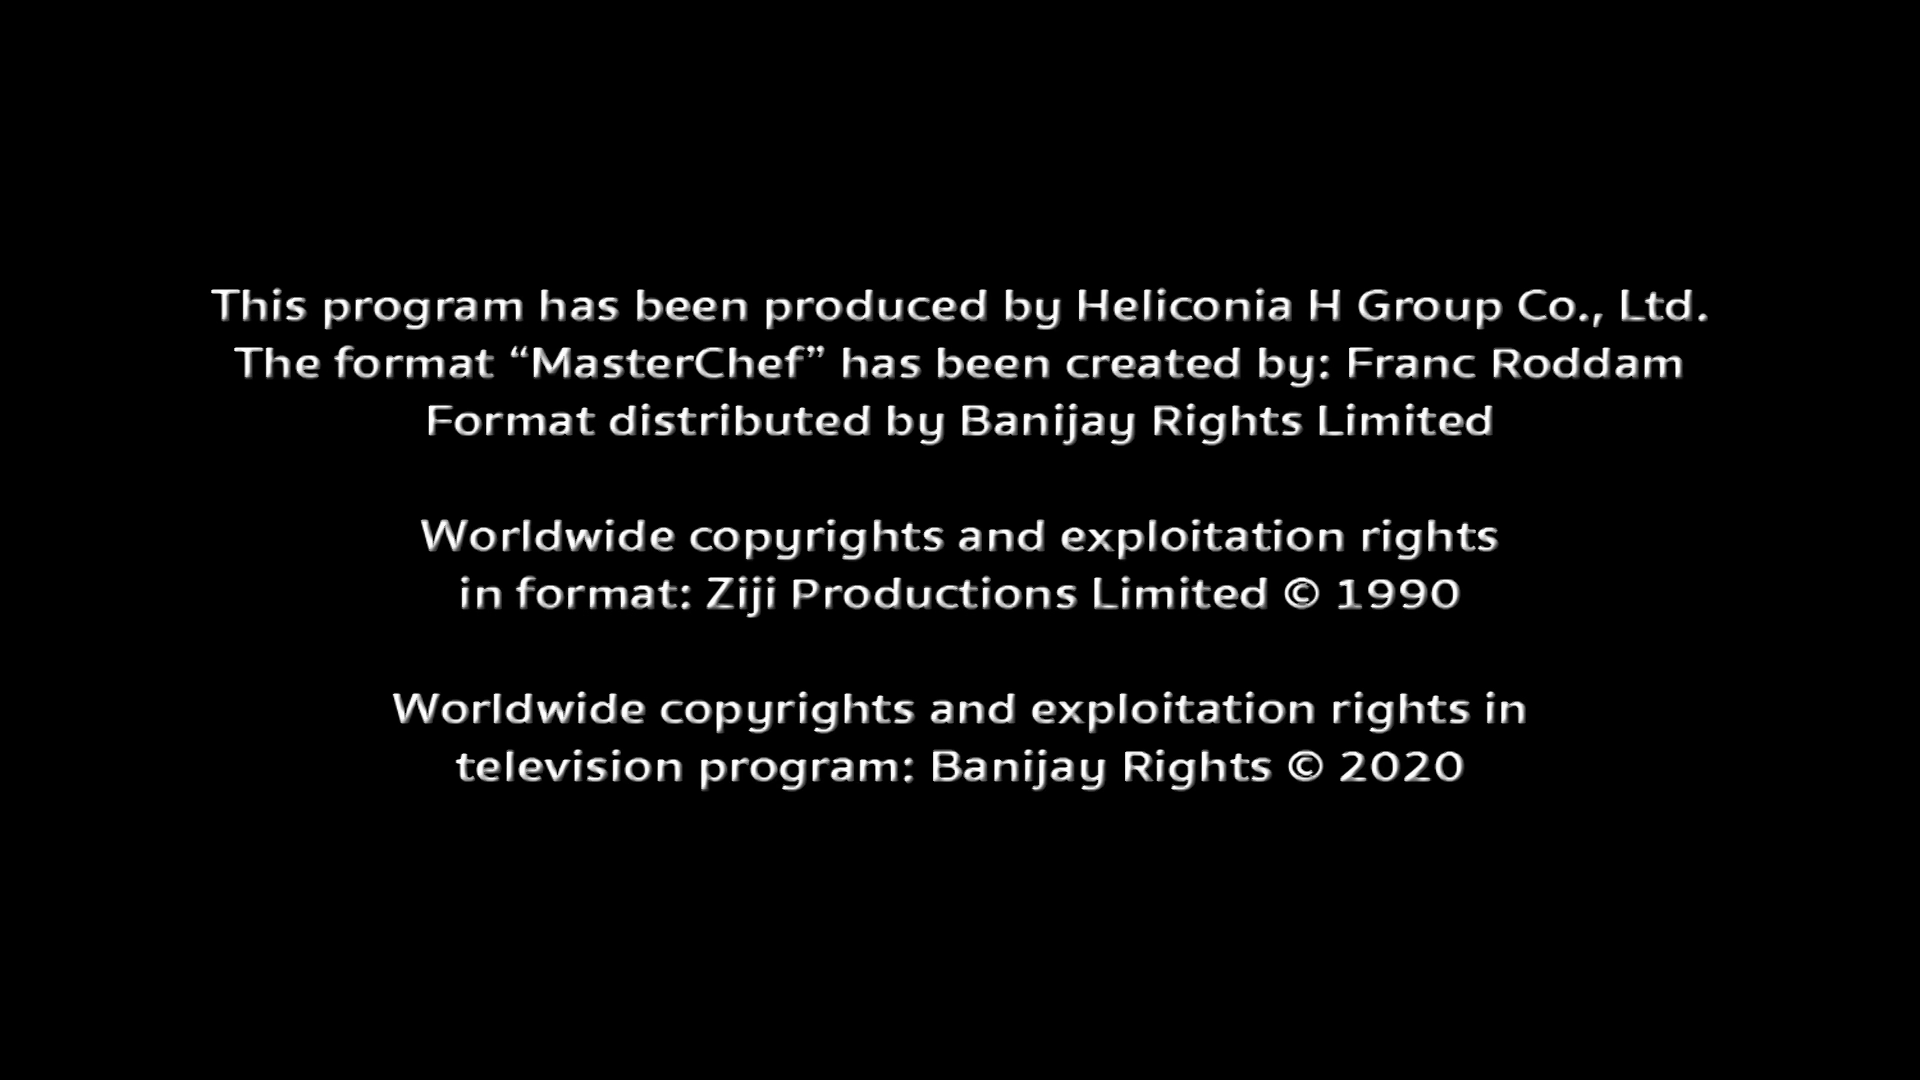 This program has been produced by Heliconia H Group Co., Ltd.
The format “MasterChef” has been created by: Franc Roddam
Format distributed by Banijay Rights Limited
Worldwide copyrights and exploitation rights
in format: Ziji Productions Limited © 1990
Worldwide copyrights and exploitation rights in
television program: Banijay Rights © 2020